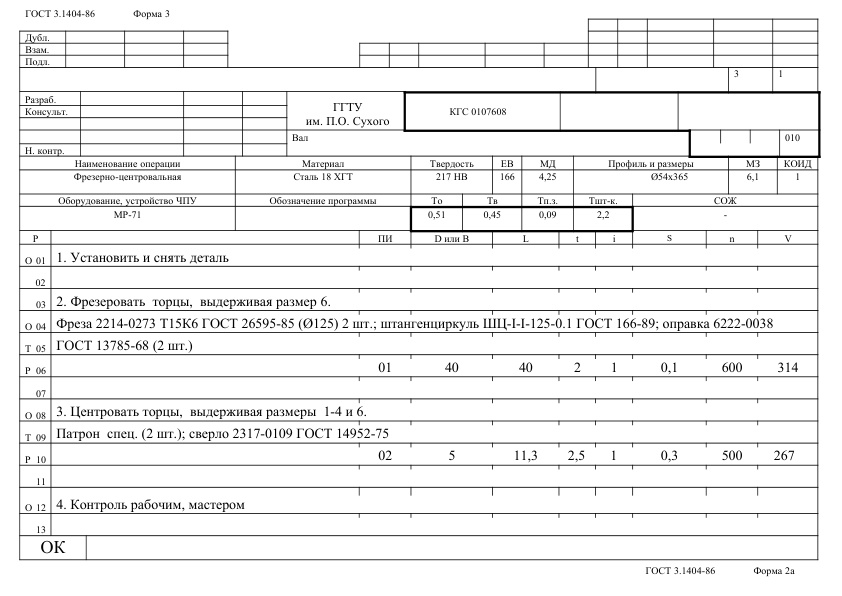 ГОСТ 3.1404-86 Форма 3
Дубл.
Взам.
Подл.
3 1
Разраб.
Консульт.
ГГТУ
им. П.О. Сухого
КГС 0107608
Вал
010
Н. контр.
Наименование операции Материал Твердость ЕВ МД Профиль и размеры МЗ КОИД
Фрезерно-центровальная Сталь 18 ХГТ 217 НВ 166 4,25 Ø54х365 6,1 1
Оборудование, устройство ЧПУ Обозначение программы То Тв Тп.з. Тшт-к. СОЖ
МР-71 0,51 0,45 0,09 2,2 -
Р ПИ D или В L t i S n V
О 01 1. Установить и снять деталь
02
03 2. Фрезеровать торцы, выдерживая размер 6.
О 04 Фреза 2214-0273 Т15К6 ГОСТ 26595-85 (Ø125) 2 шт.; штангенциркуль ШЦ-I-I-125-0.1 ГОСТ 166-89; оправка 6222-0038
Т 05 ГОСТ 13785-68 (2 шт.)
Р 06 01 40 40 2 1 0,1 600 314
07
О 08 3. Центровать торцы, выдерживая размеры 1-4 и 6.
Т 09 Патрон спец. (2 шт.); сверло 2317-0109 ГОСТ 14952-75
Р 10 02 5 11,3 2,5 1 0,3 500 267
11
О 12 4. Контроль рабочим, мастером
13
ОК
ГОСТ 3.1404-86 Форма 2а